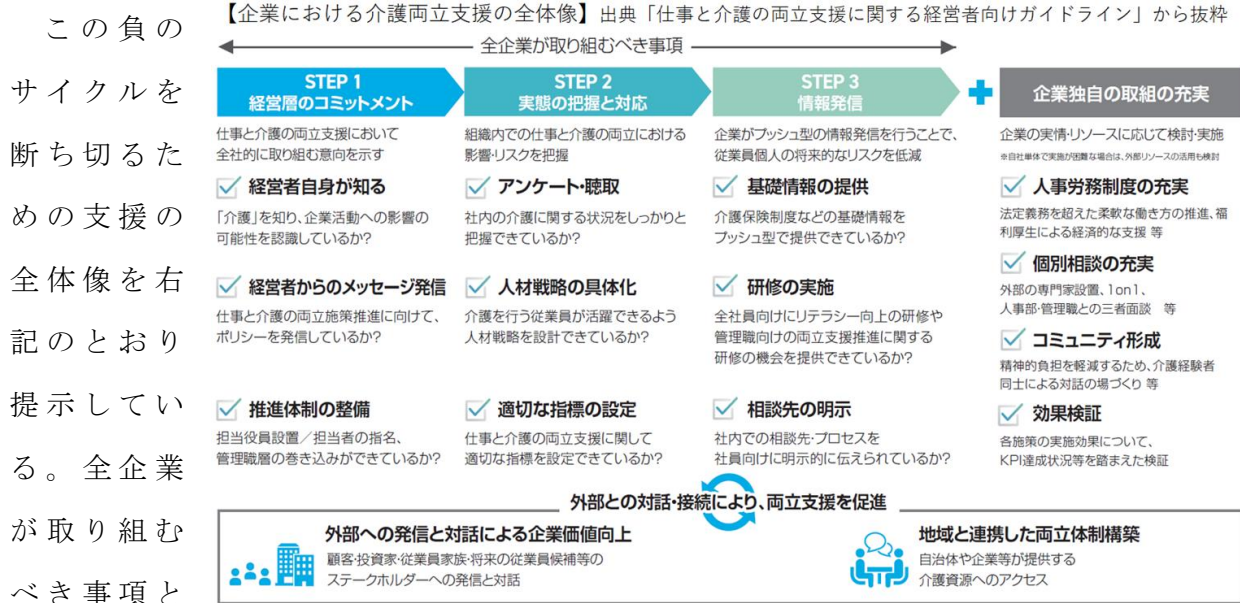 この負の
サイクルを
断ち切るた
めの支援の
全体像を右
記のとおり
提示してい
る。全企業
が取り組む
べき事項と
【企業における介護両立支援の全体像】出典「仕事と介護の両立支援に関する経営者向けガイドライン」から抜粋
全企業が取り組むべき事項
STEP 1
経営層のコミットメント
仕事と介護の両立支援において
全社的に取り組む意向を示す
経営者自身が知る
「介護」を知り、企業活動への影響の
可能性を認識しているか?
経営者からのメッセージ発信
仕事と介護の両立施策推進に向けて、
ポリシーを発信しているか?
推進体制の整備
担当役員設置／担当者の指名、
管理職層の巻き込みができているか?
STEP 2
実態の把握と対応
組織内での仕事と介護の両立における
影響・リスクを把握
アンケート・聴取
社内の介護に関する状況をしっかりと
把握できているか?
人材戦略の具体化
介護を行う従業員が活躍できるよう
人材戦略を設計できているか?
適切な指標の設定
仕事と介護の両立支援に関して
適切な指標を設定できているか?
STEP 3
情報発信
企業がプッシュ型の情報発信を行うことで、
従業員個人の将来的なリスクを低減
基礎情報の提供
介護保険制度などの基礎情報を
プッシュ型で提供できているか?
研修の実施
全社員向けにリテラシー向上の研修や
管理職向けの両立支援推進に関する
研修の機会を提供できているか?
相談先の明示
社内での相談先・プロセスを
社員向けに明示的に伝えられているか?
企業独自の取組の充実
企業の実情・リソースに応じて検討・実施
※自社単体で実施が困難な場合は、外部リソースの活用も検討
人事労務制度の充実
法定義務を超えた柔軟な働き方の推進、福
利厚生による経済的な支援 等
個別相談の充実
外部の専門家設置、1on1、
人事部・管理職との三者面談 等
コミュニティ形成
精神的負担を軽減するため、介護経験者
同士による対話の場づくり 等
効果検証
各施策の実施効果について、
KPI達成状況等を踏まえた検証
外部との対話・接続により、両立支援を促進
外部への発信と対話による企業価値向上
顧客・投資家・従業員家族・将来の従業員候補等の
ステークホルダーへの発信と対話
地域と連携した両立体制構築
自治体や企業等が提供する
介護資源へのアクセス